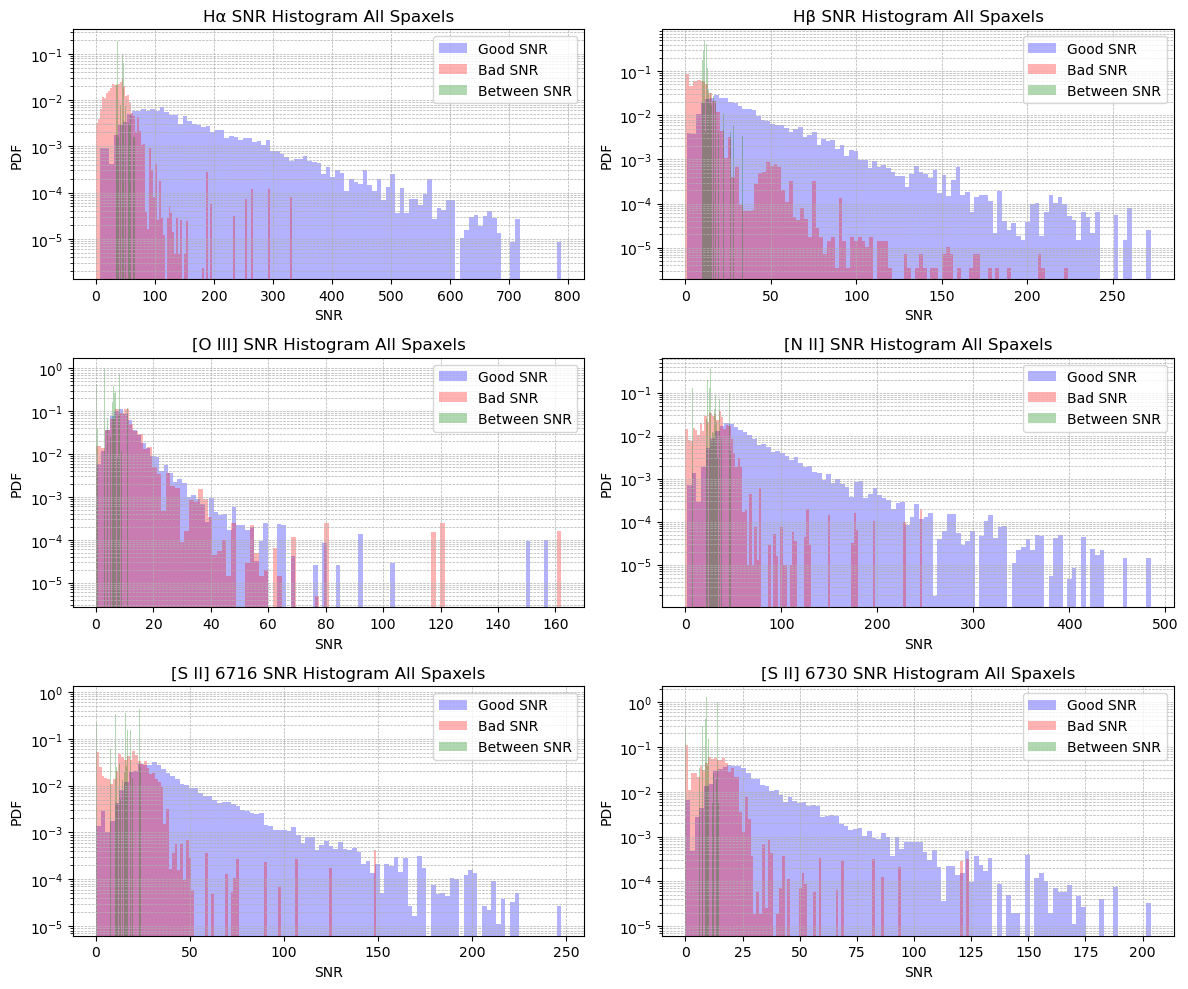 Hα SNR Histogram All Spaxels
10⁻¹
10⁻²
10⁻³
10⁻⁴
10⁻⁵
PDF
Good SNR
Bad SNR
Between SNR
0 100 200 300 400 500 600 700 800
SNR
Hβ SNR Histogram All Spaxels
10⁻¹
10⁻²
10⁻³
10⁻⁴
10⁻⁵
PDF
Good SNR
Bad SNR
Between SNR
0 50 100 150 200 250
SNR
[O III] SNR Histogram All Spaxels
10⁰
10⁻¹
10⁻²
10⁻³
10⁻⁴
10⁻⁵
PDF
Good SNR
Bad SNR
Between SNR
0 20 40 60 80 100 120 140 160
SNR
[N II] SNR Histogram All Spaxels
10⁻¹
10⁻²
10⁻³
10⁻⁴
10⁻⁵
PDF
Good SNR
Bad SNR
Between SNR
0 100 200 300 400 500
SNR
[S II] 6716 SNR Histogram All Spaxels
10⁰
10⁻¹
10⁻²
10⁻³
10⁻⁴
10⁻⁵
PDF
Good SNR
Bad SNR
Between SNR
0 50 100 150 200 250
SNR
[S II] 6730 SNR Histogram All Spaxels
10⁰
10⁻¹
10⁻²
10⁻³
10⁻⁴
10⁻⁵
PDF
Good SNR
Bad SNR
Between SNR
0 25 50 75 100 125 150 175 200
SNR